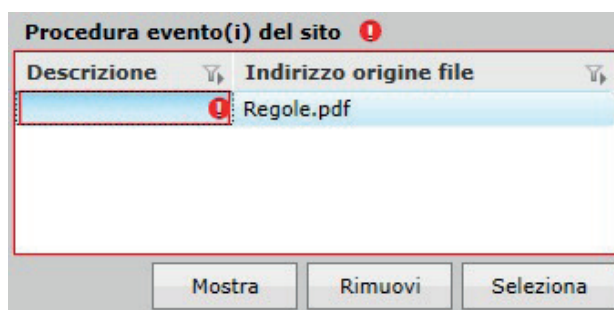 Procedura evento(i) del sito
Descrizione Indirizzo origine file
Regole.pdf
Mostra Rimuovi Seleziona